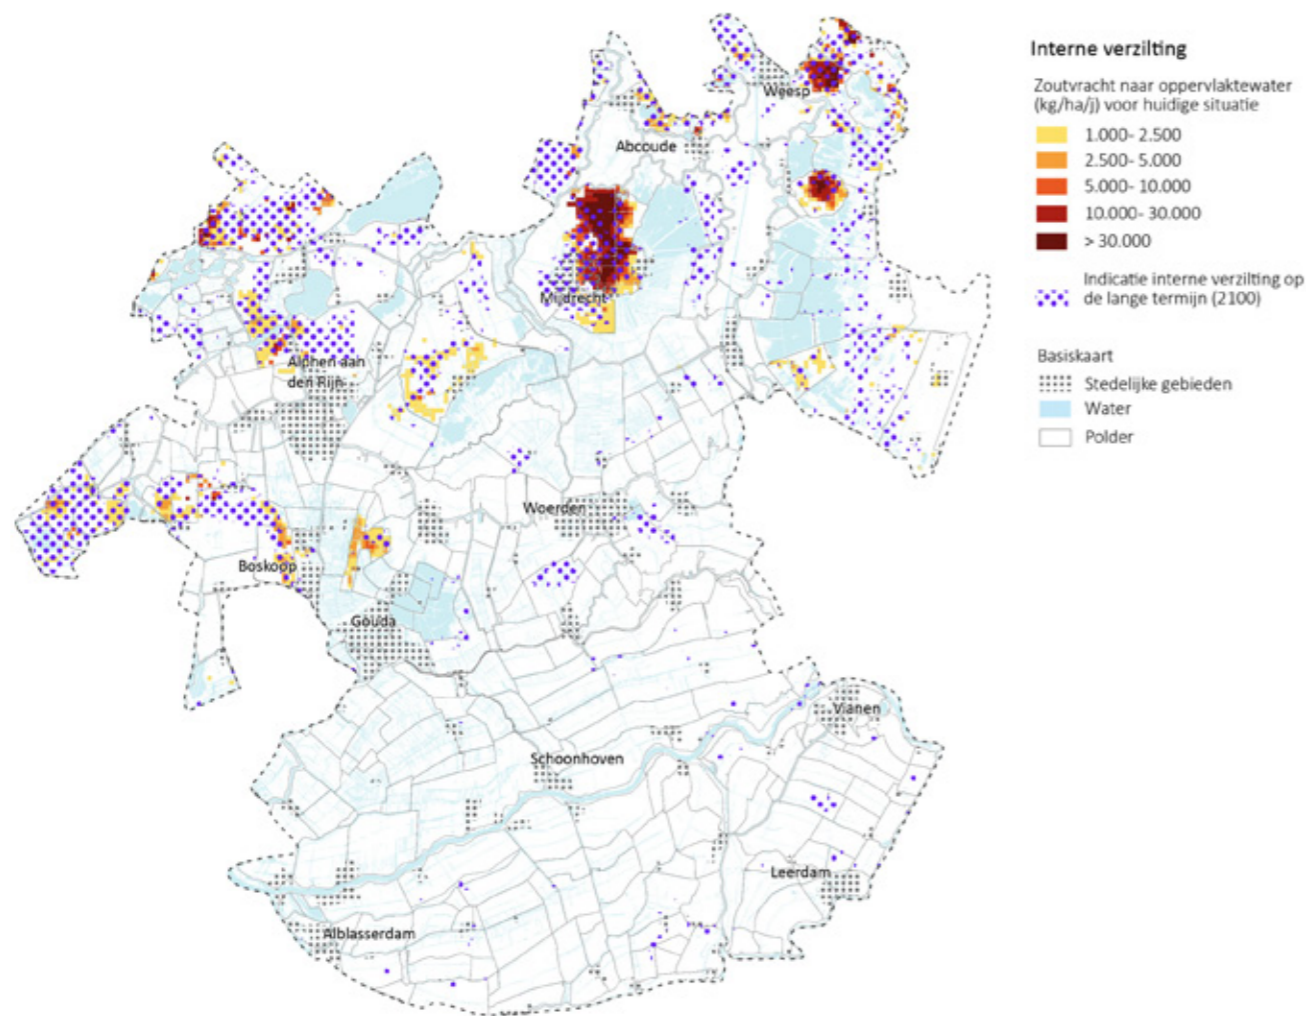 Interne verzilting
Zoutvracht naar oppervlaktewater
(kg/ha/j) voor huidige situatie
1.000- 2.500
2.500- 5.000
5.000- 10.000
10.000- 30.000
> 30.000
Indicatie interne verzilting op
de lange termijn (2100)
Basiskaart
Stedelijke gebieden
Water
Polder
Weesp
Abcoude
Mijdrecht
Alphen aan
den Rijn
Woerden
Boskoop
Gouda
Vianen
Schoonhoven
Leerdam
Alblasserdam